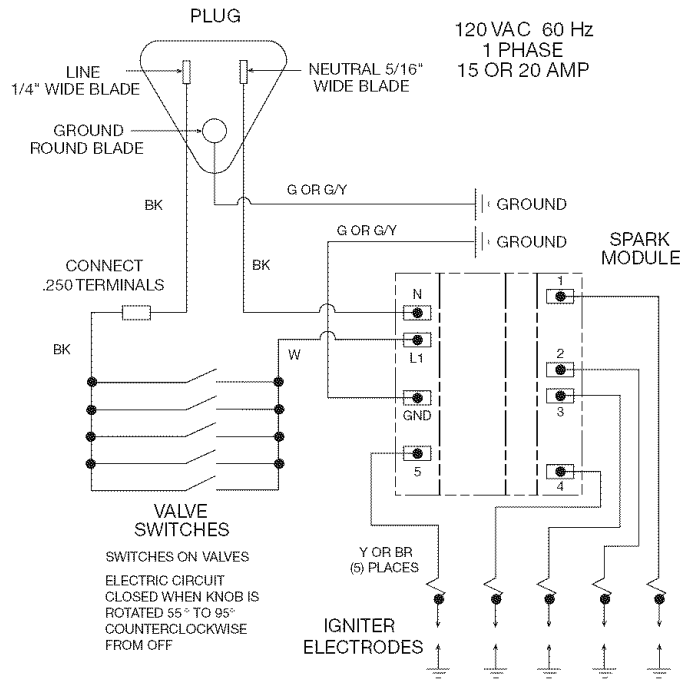 PLUG
120 VAC 60 Hz
1 PHASE
15 OR 20 AMP
LINE
1/4" WIDE BLADE
NEUTRAL 5/16"
WIDE BLADE
GROUND
ROUND BLADE
G OR G/Y
GROUND
BK
G OR G/Y
GROUND
SPARK
MODULE
CONNECT
.250 TERMINALS
BK
N
1
BK
W
L1
2
3
GND
5
4
VALVE
SWITCHES
SWITCHES ON VALVES
ELECTRIC CIRCUIT
CLOSED WHEN KNOB IS
ROTATED 55° TO 95°
COUNTERCLOCKWISE
FROM OFF
Y OR BR
(5) PLACES
IGNITER
ELECTRODES